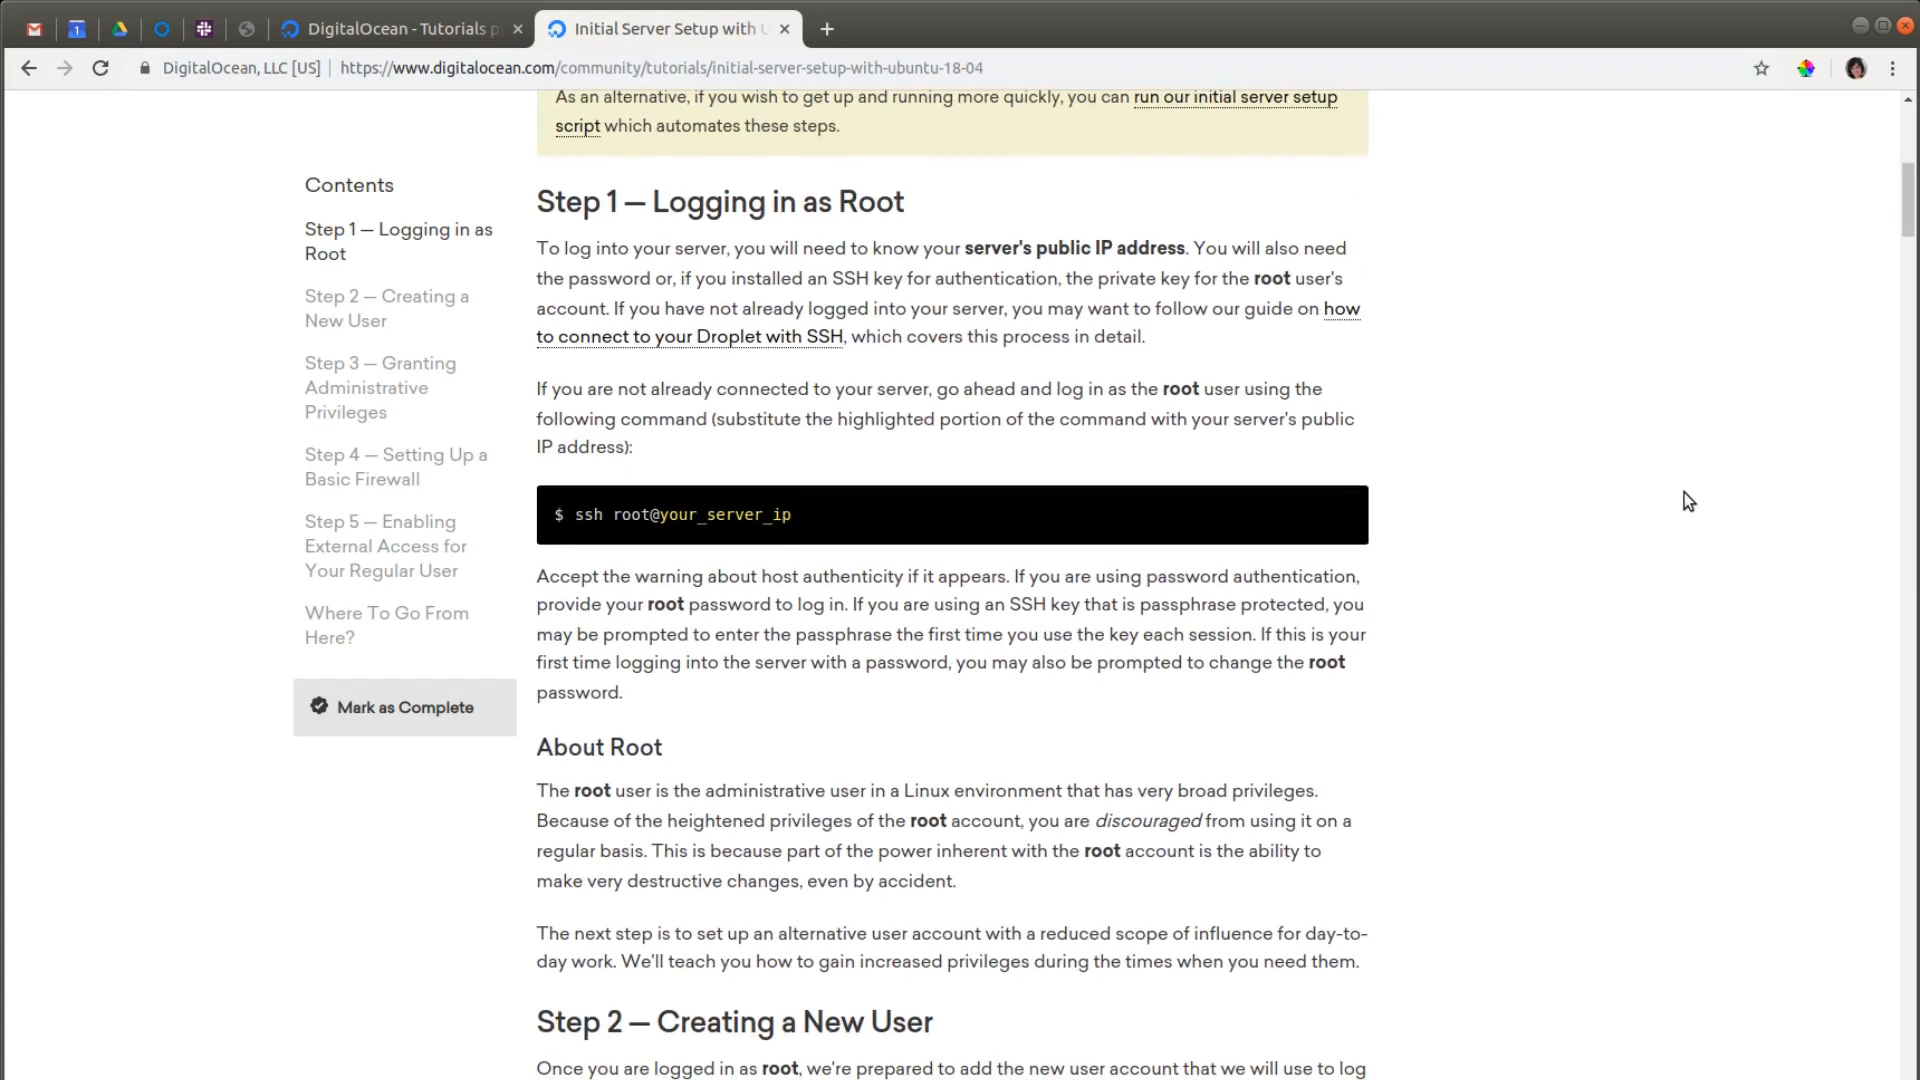 1
DigitalOcean - Tutorials p
Initial Server Setup with U
DigitalOcean, LLC [US]
https://www.digitalocean.com/community/tutorials/initial-server-setup-with-ubuntu-18-04
As an alternative, if you wish to get up and running more quickly, you can run our initial server setup
script which automates these steps.
Contents
Step 1 — Logging in as
Root
Step 2 — Creating a
New User
Step 3 — Granting
Administrative
Privileges
Step 4 — Setting Up a
Basic Firewall
Step 5 — Enabling
External Access for
Your Regular User
Where To Go From
Here?
Mark as Complete
Step 1 — Logging in as Root
To log into your server, you will need to know your server's public IP address. You will also need
the password or, if you installed an SSH key for authentication, the private key for the root user's
account. If you have not already logged into your server, you may want to follow our guide on how
to connect to your Droplet with SSH, which covers this process in detail.
If you are not already connected to your server, go ahead and log in as the root user using the
following command (substitute the highlighted portion of the command with your server's public
IP address):
$ ssh root@your_server_ip
Accept the warning about host authenticity if it appears. If you are using password authentication,
provide your root password to log in. If you are using an SSH key that is passphrase protected, you
may be prompted to enter the passphrase the first time you use the key each session. If this is your
first time logging into the server with a password, you may also be prompted to change the root
password.
About Root
The root user is the administrative user in a Linux environment that has very broad privileges.
Because of the heightened privileges of the root account, you are discouraged from using it on a
regular basis. This is because part of the power inherent with the root account is the ability to
make very destructive changes, even by accident.
The next step is to set up an alternative user account with a reduced scope of influence for day-to-
day work. We'll teach you how to gain increased privileges during the times when you need them.
Step 2 — Creating a New User
Once you are logged in as root, we're prepared to add the new user account that we will use to log